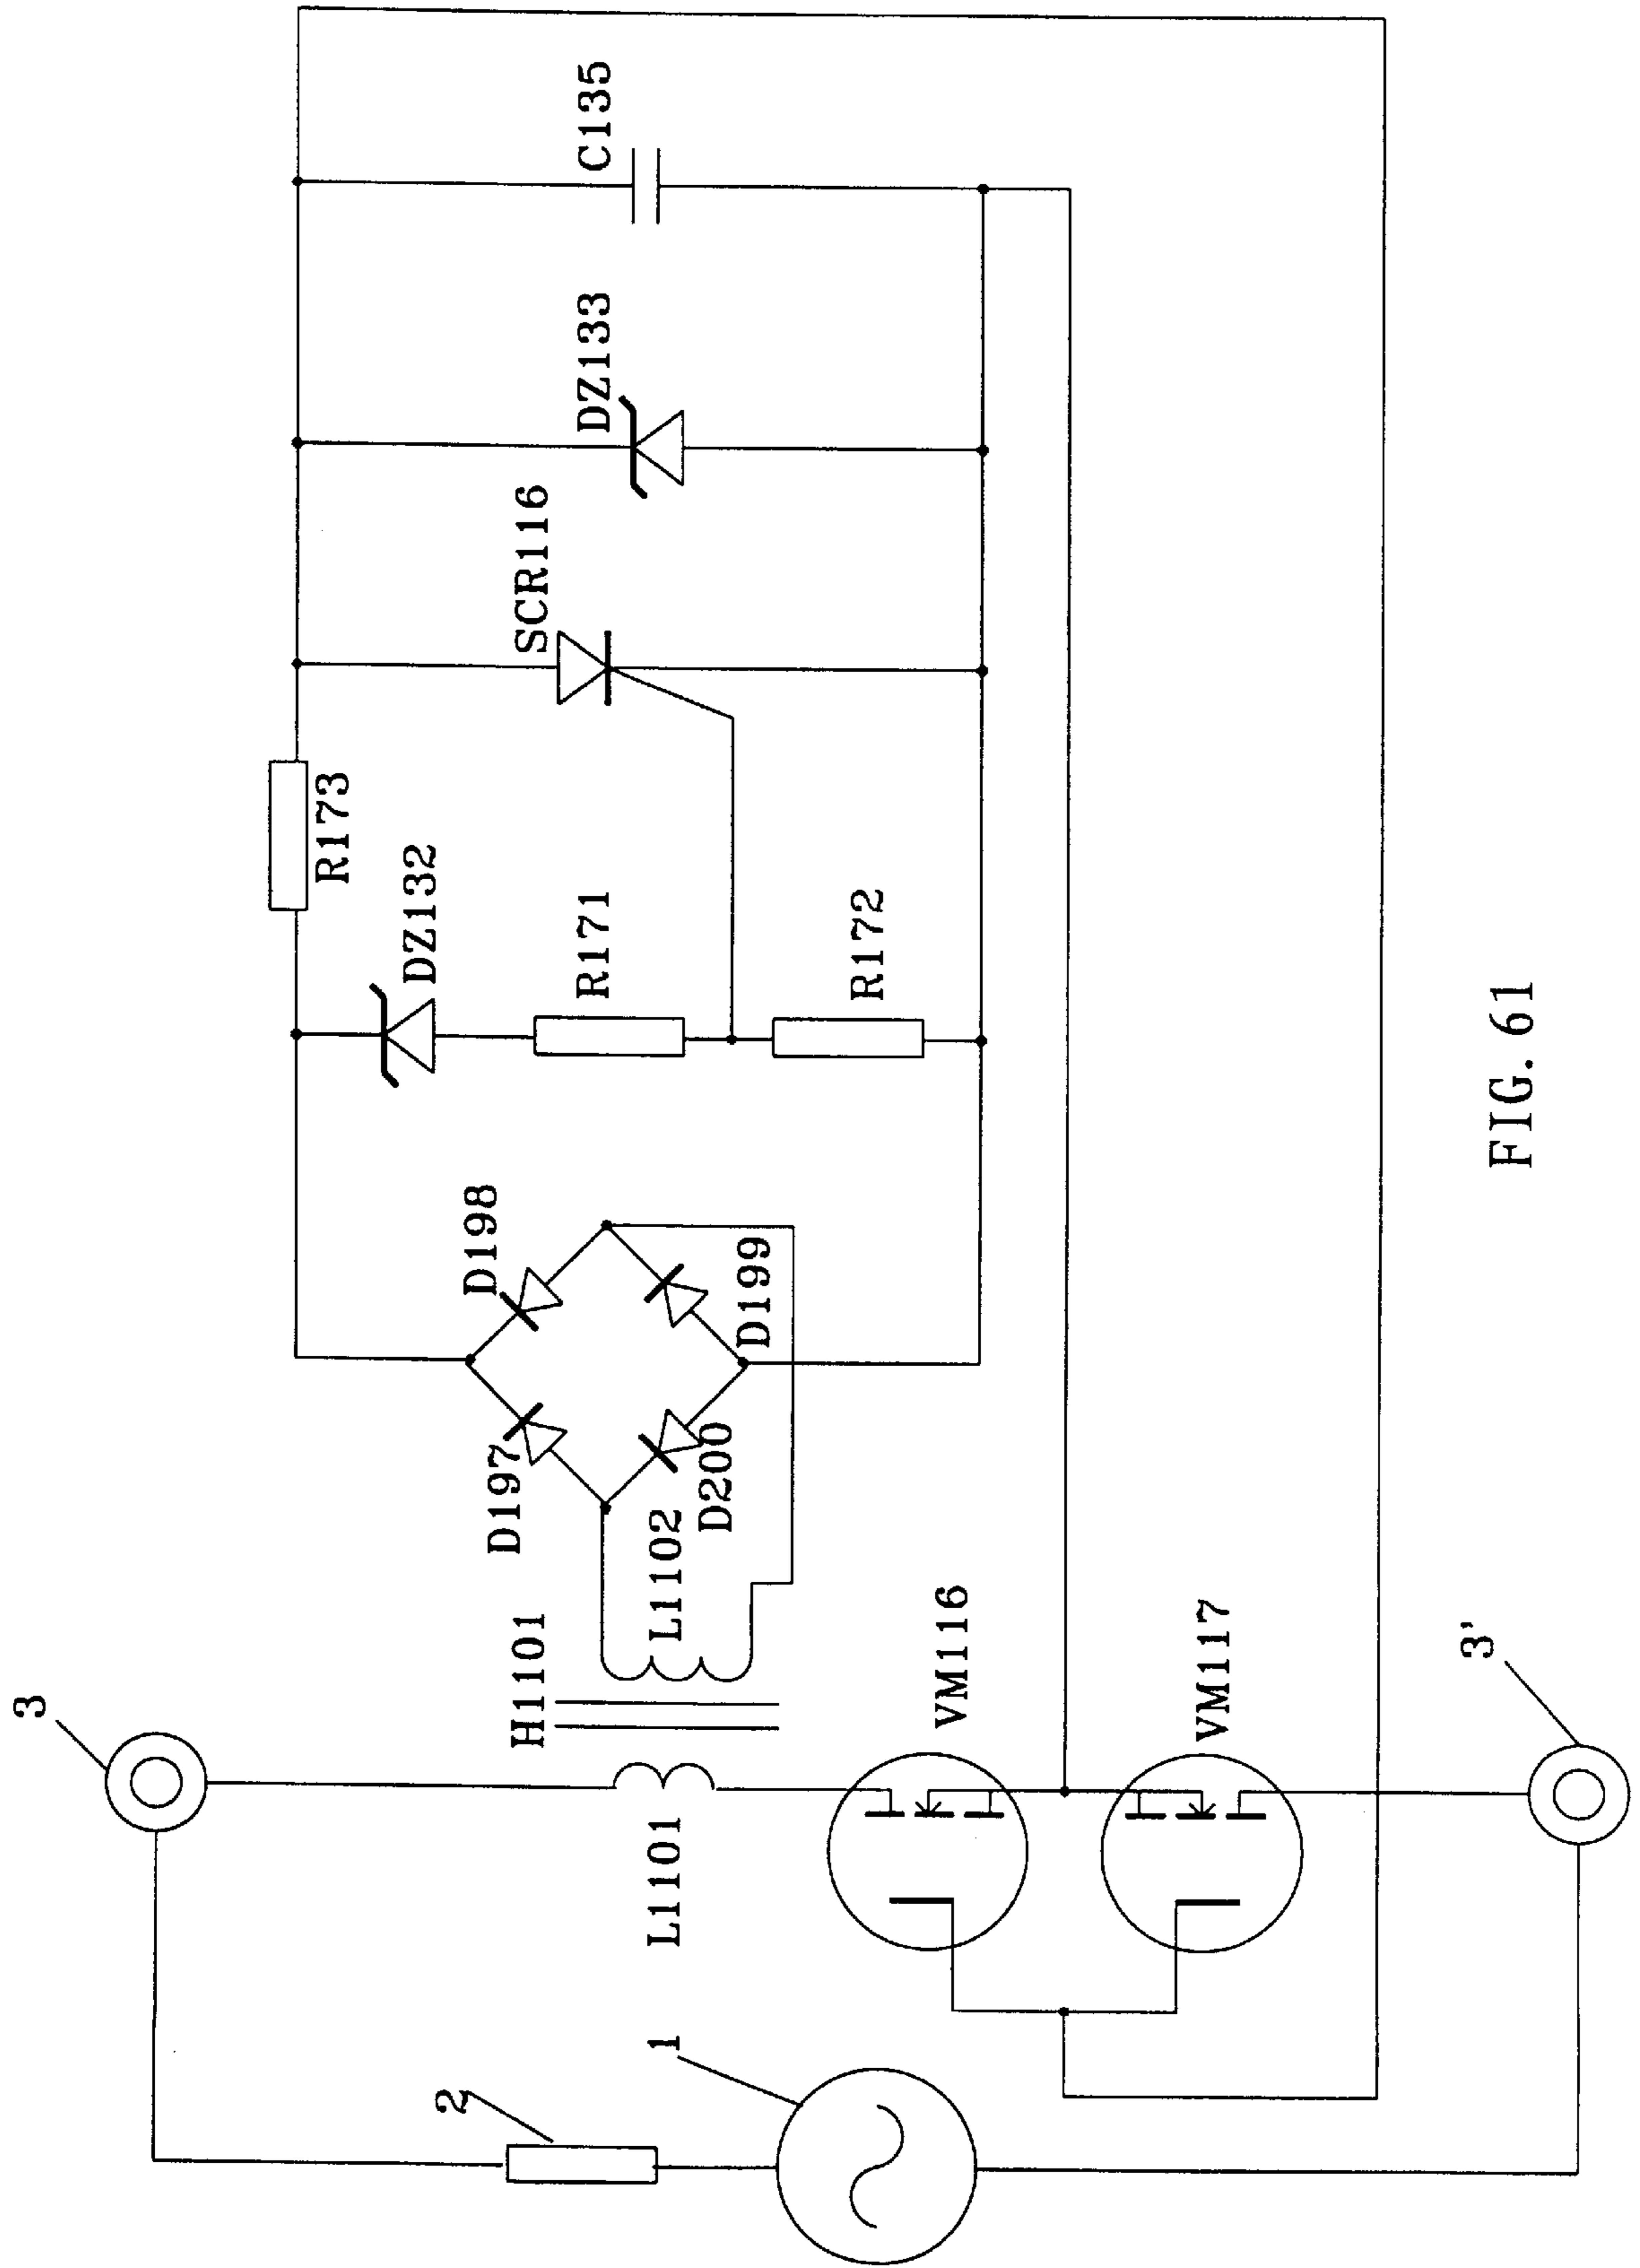 3
H1101
L1101
L1102
D197
D198
D199
D200
DZ132
R173
R171
R172
SCR116
DZ133
C135
2
1
VM116
VM117
3'
FIG. 61